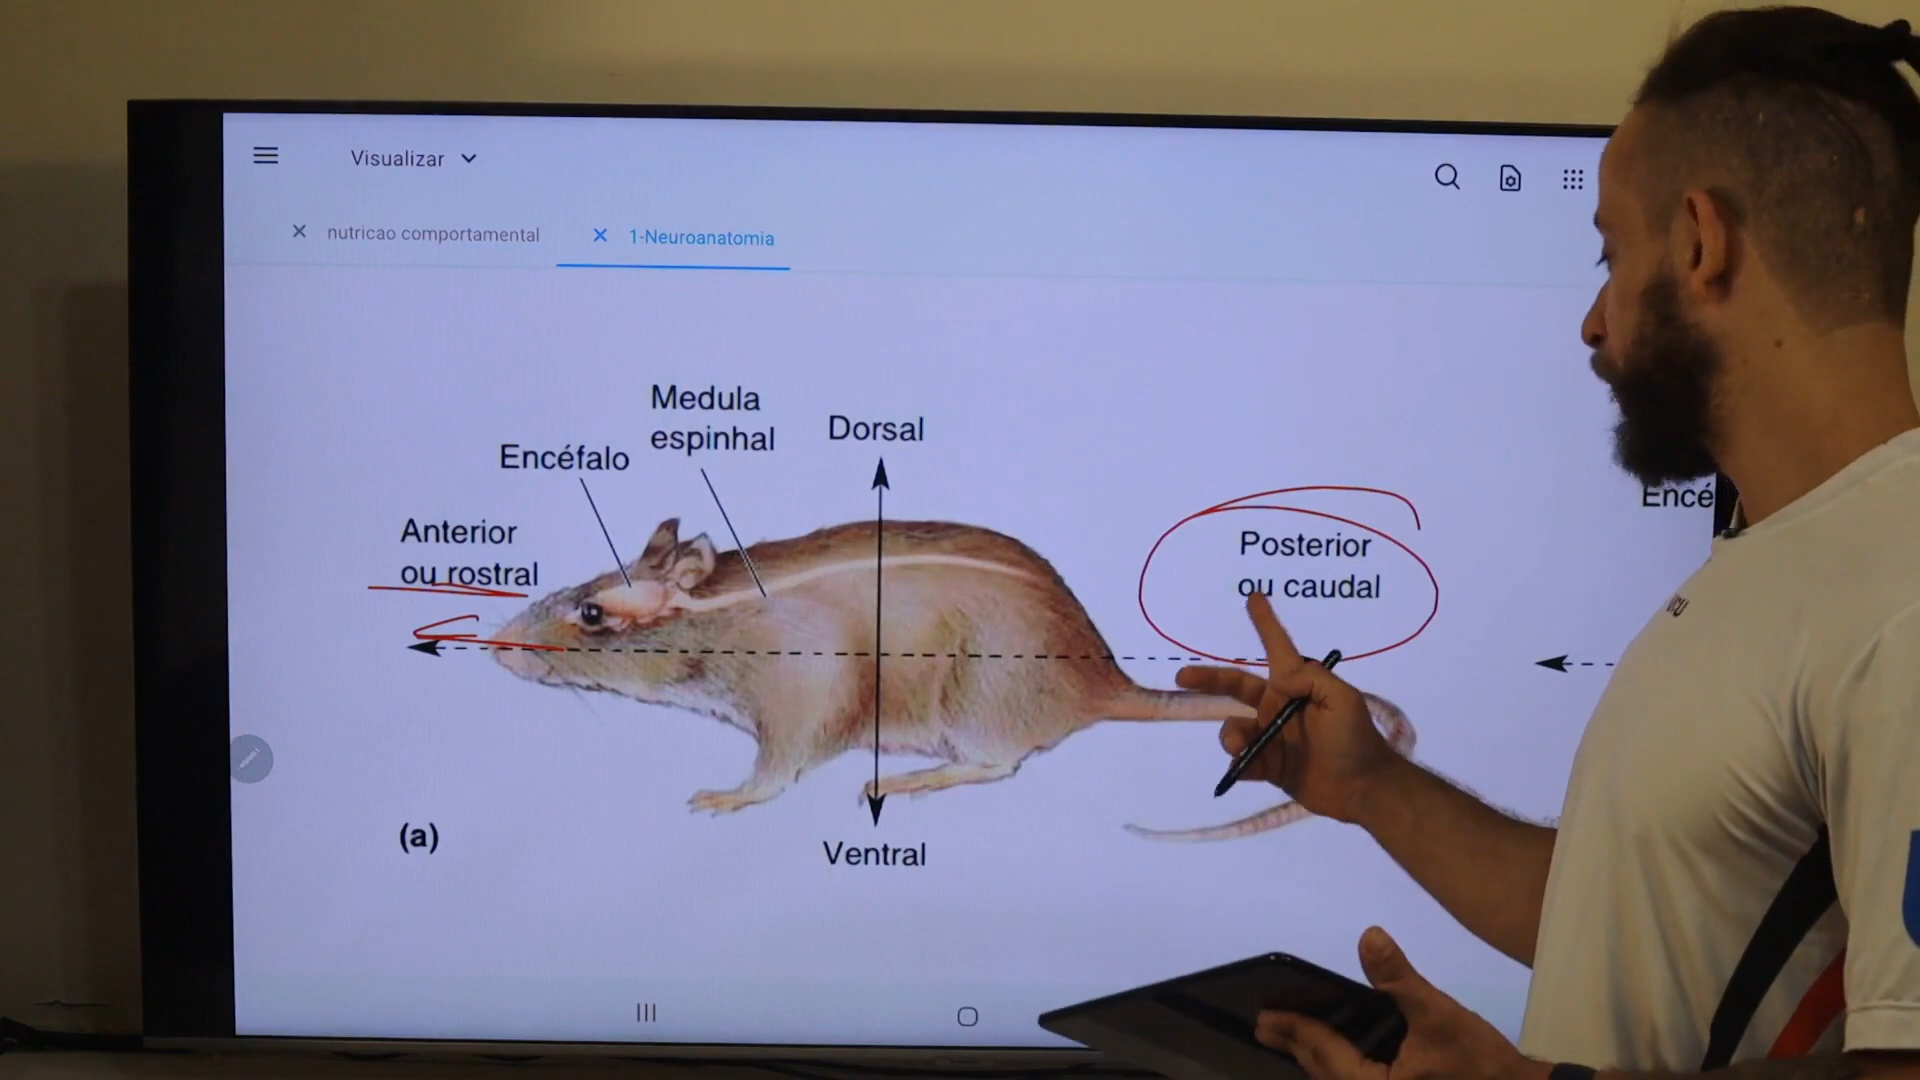 Visualizar
nutricao comportamental
1-Neuroanatomia
Medula
espinhal
Dorsal
Encéfalo
Anterior
ou rostral
Posterior
ou caudal
Encé
(a)
Ventral